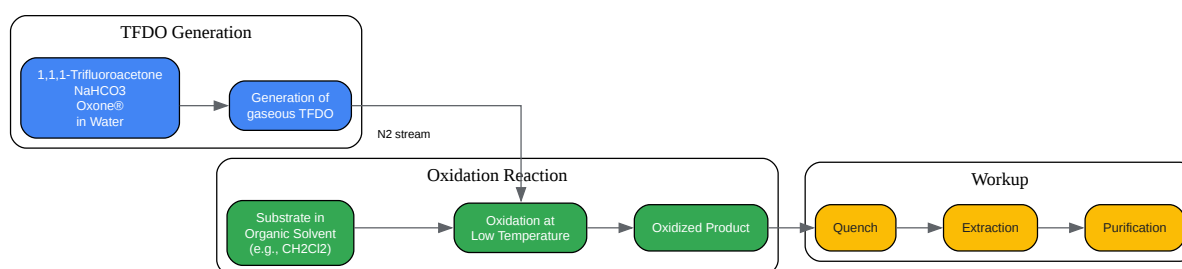 TFDO Generation
1,1,1-Trifluoroacetone
NaHCO3
Oxone®
in Water
Generation of
gaseous TFDO
N2 stream
Oxidation Reaction
Substrate in
Organic Solvent
(e.g., CH2Cl2)
Oxidation at
Low Temperature
Oxidized Product
Workup
Quench
Extraction
Purification